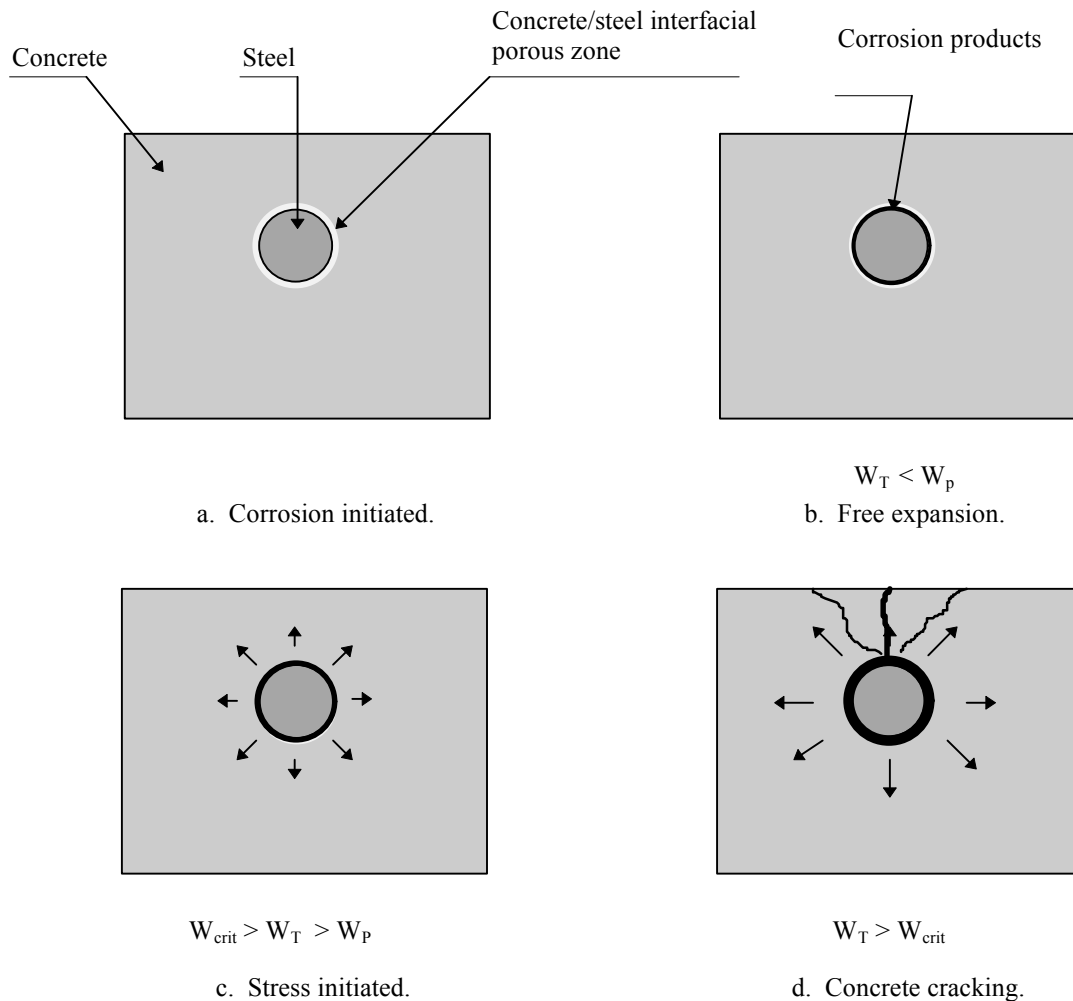 Concrete
Steel
Concrete/steel interfacial
porous zone
Corrosion products
a. Corrosion initiated.
W_T < W_p
b. Free expansion.
W_crit > W_T > W_P
c. Stress initiated.
W_T > W_crit
d. Concrete cracking.